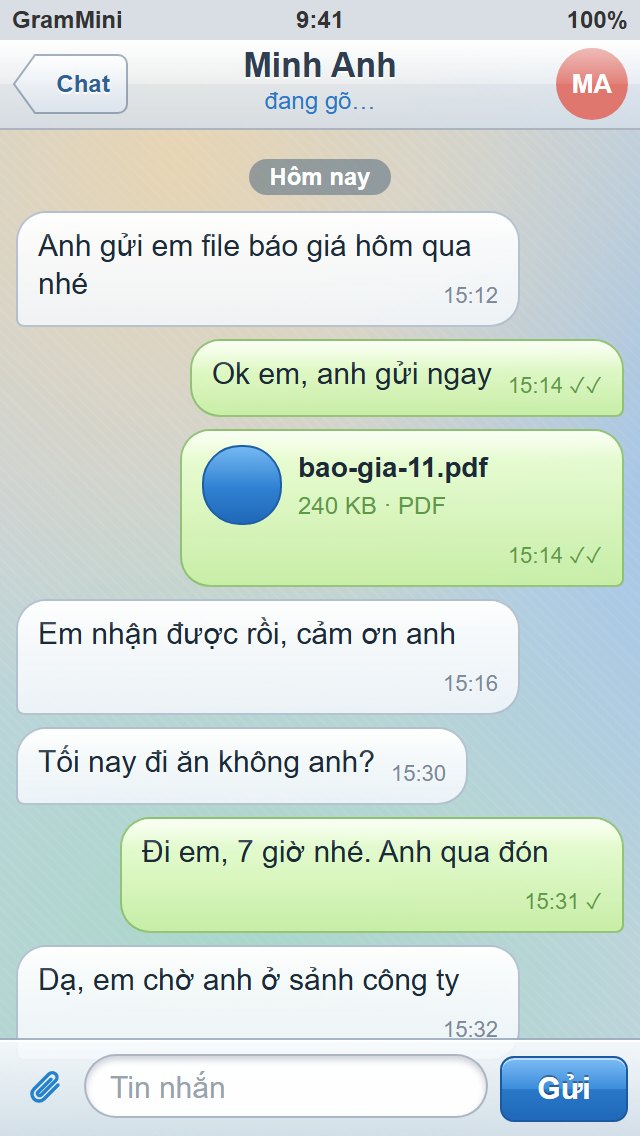 GramMini 9:41 100%
Chat
Minh Anh
đang gõ…
MA
Hôm nay
Anh gửi em file báo giá hôm qua
nhé
15:12
Ok em, anh gửi ngay 15:14 ✓✓
bao-gia-11.pdf
240 KB · PDF
15:14 ✓✓
Em nhận được rồi, cảm ơn anh
15:16
Tối nay đi ăn không anh? 15:30
Đi em, 7 giờ nhé. Anh qua đón
15:31 ✓
Dạ, em chờ anh ở sảnh công ty
15:32
Tin nhắn
Gửi